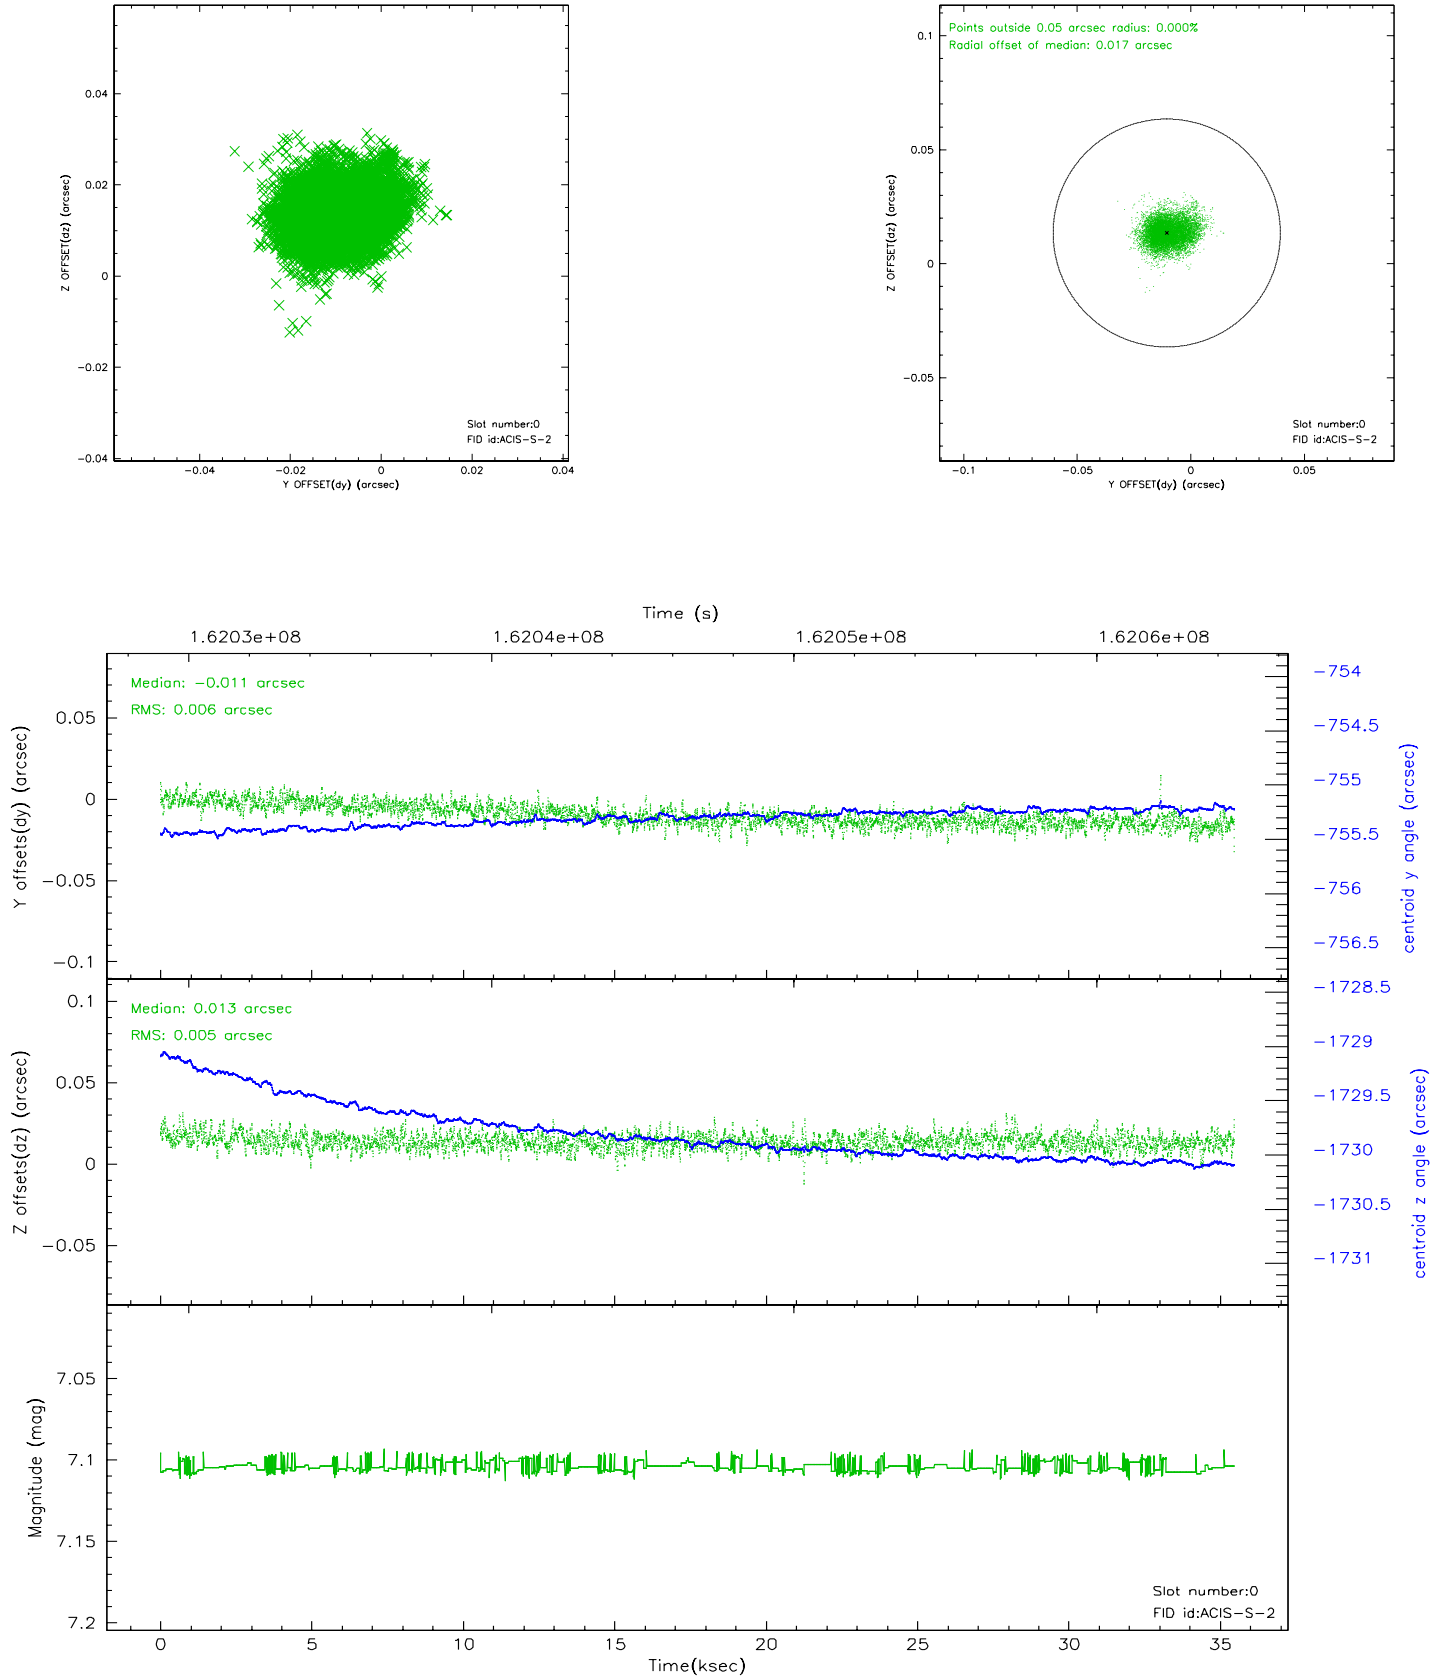 0.04
0.02
0
−0.02
−0.04
Z OFFSET(dz) (arcsec)
Slot number:0
FID id:ACIS−S−2
−0.04
−0.02
0
0.02
0.04
Y OFFSET(dy) (arcsec)
Points outside 0.05 arcsec radius: 0.000%
Radial offset of median: 0.017 arcsec
0.1
0.05
0
−0.05
Z OFFSET(dz) (arcsec)
Slot number:0
FID id:ACIS−S−2
−0.1
−0.05
0
0.05
Y OFFSET(dy) (arcsec)
Time (s)
1.6203e+08
1.6204e+08
1.6205e+08
1.6206e+08
Median: −0.011 arcsec
RMS: 0.006 arcsec
0.05
0
−0.05
−0.1
Y offsets(dy) (arcsec)
−754
−754.5
−755
−755.5
−756
−756.5
centroid y angle (arcsec)
Median: 0.013 arcsec
RMS: 0.005 arcsec
0.1
0.05
0
−0.05
Z offsets(dz) (arcsec)
−1728.5
−1729
−1729.5
−1730
−1730.5
−1731
centroid z angle (arcsec)
7.05
7.1
7.15
7.2
Magnitude (mag)
Slot number:0
FID id:ACIS−S−2
0
5
10
15
20
25
30
35
Time(ksec)